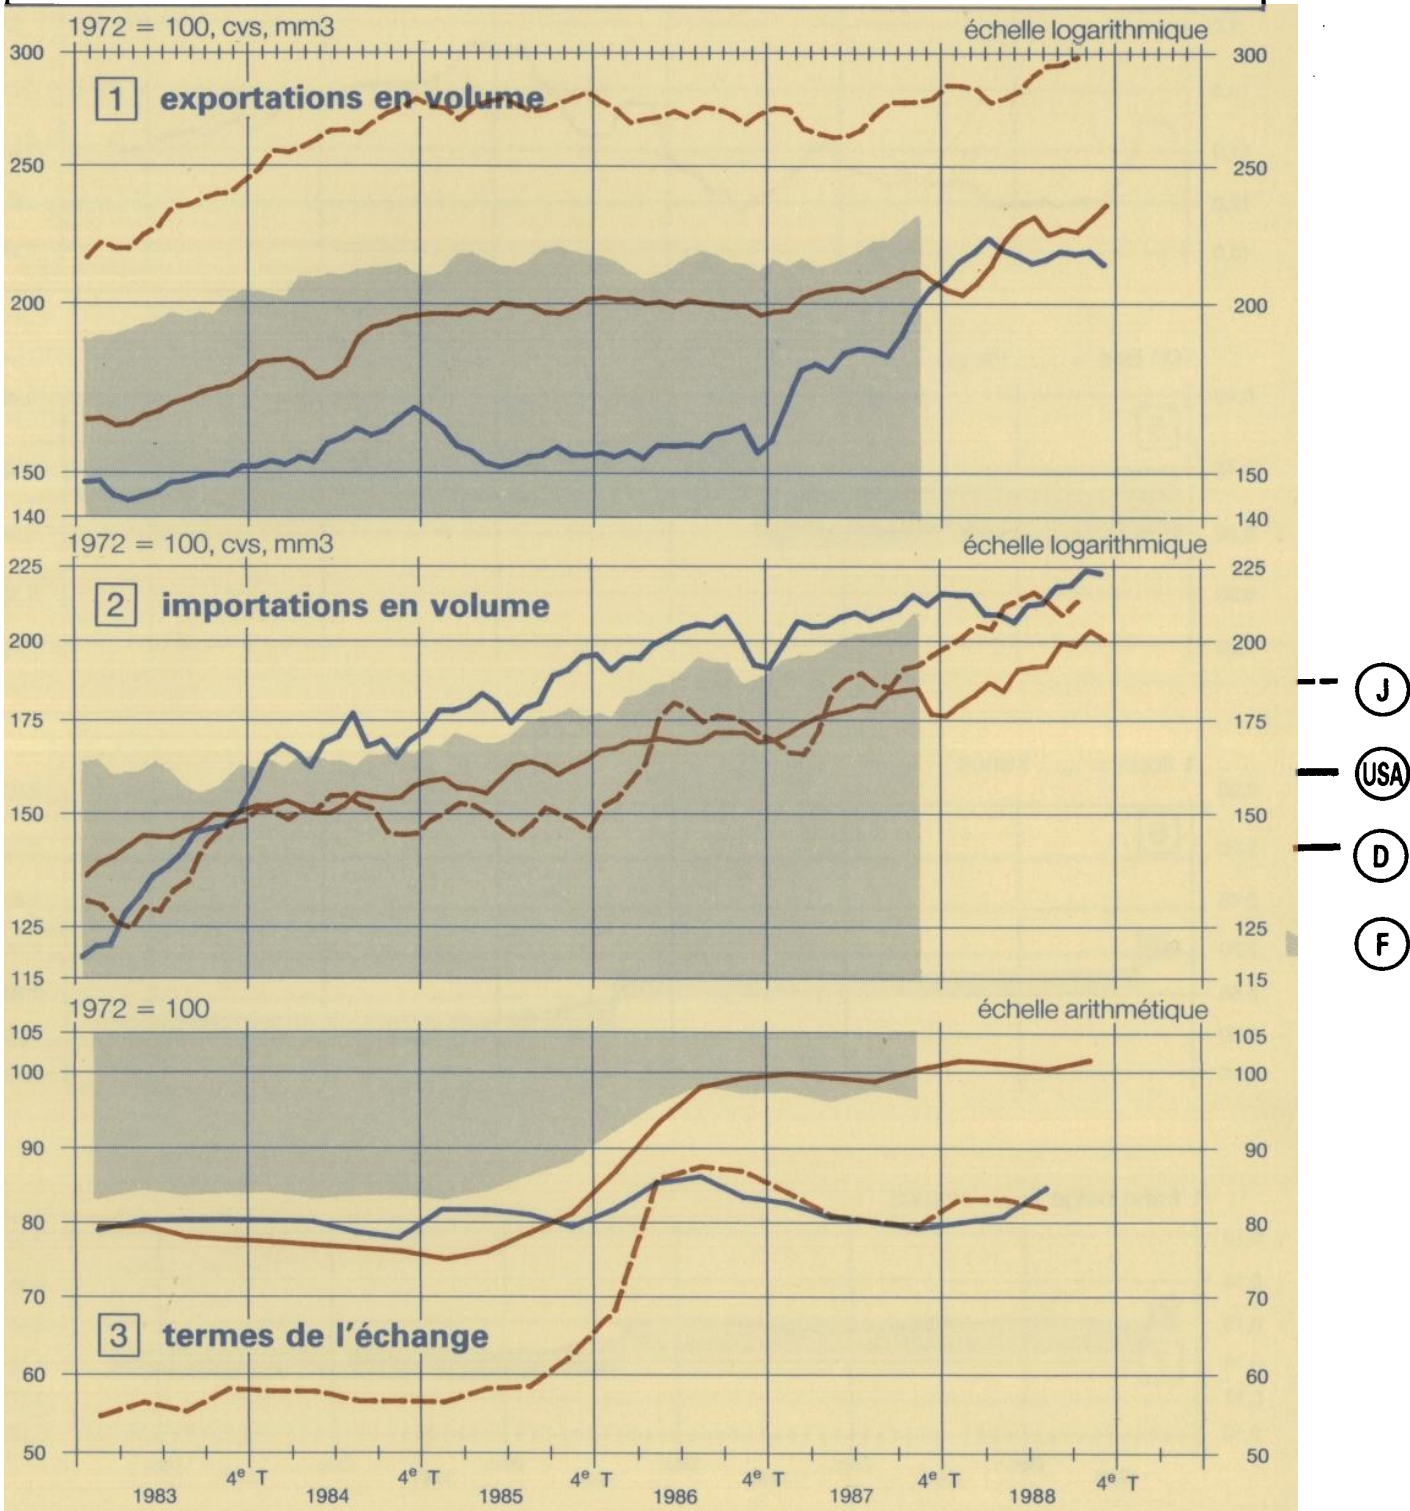 1972 = 100, cvs, mm3 échelle logarithmique
300 300
1 exportations en volume
250 250
200 200
150 150
140 140
1972 = 100, cvs, mm3 échelle logarithmique
225 225
2 importations en volume
200 200
175 175
150 150
125 125
115 115
J
USA
D
F
1972 = 100 échelle arithmétique
105 105
100 100
90 90
80 80
70 70
3 termes de l'échange
60 60
50 50
4e T 4e T 4e T 4e T 4e T 4e T
1983 1984 1985 1986 1987 1988